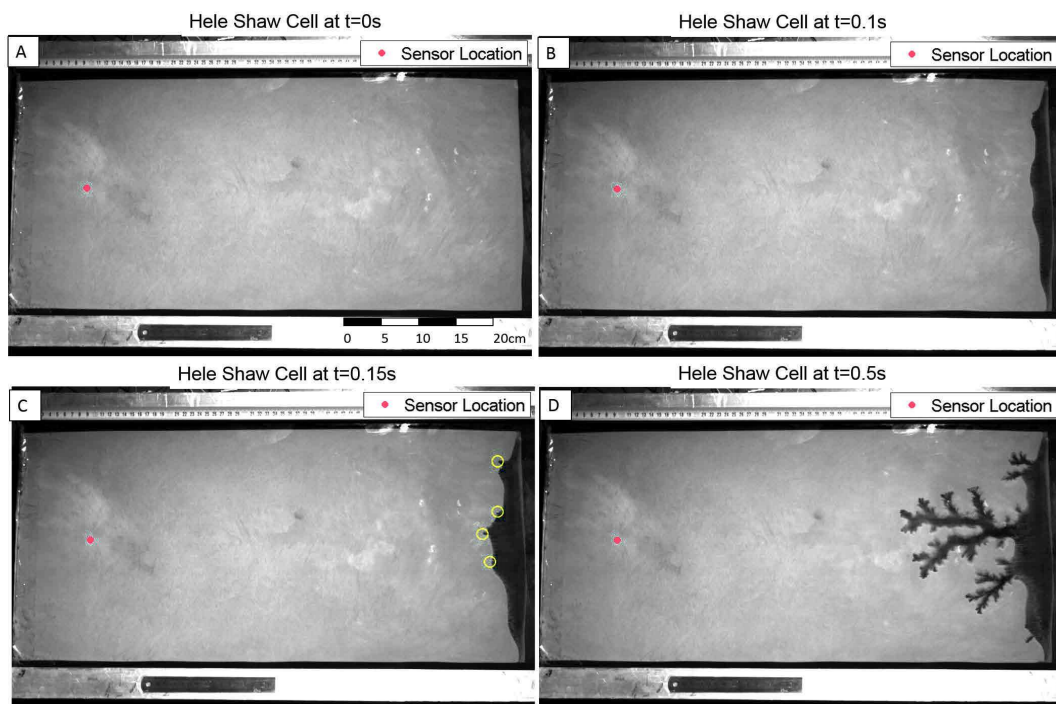 Hele Shaw Cell at t=0s
A
Sensor Location
0 5 10 15 20cm
Hele Shaw Cell at t=0.1s
B
Sensor Location
Hele Shaw Cell at t=0.15s
C
Sensor Location
Hele Shaw Cell at t=0.5s
D
Sensor Location